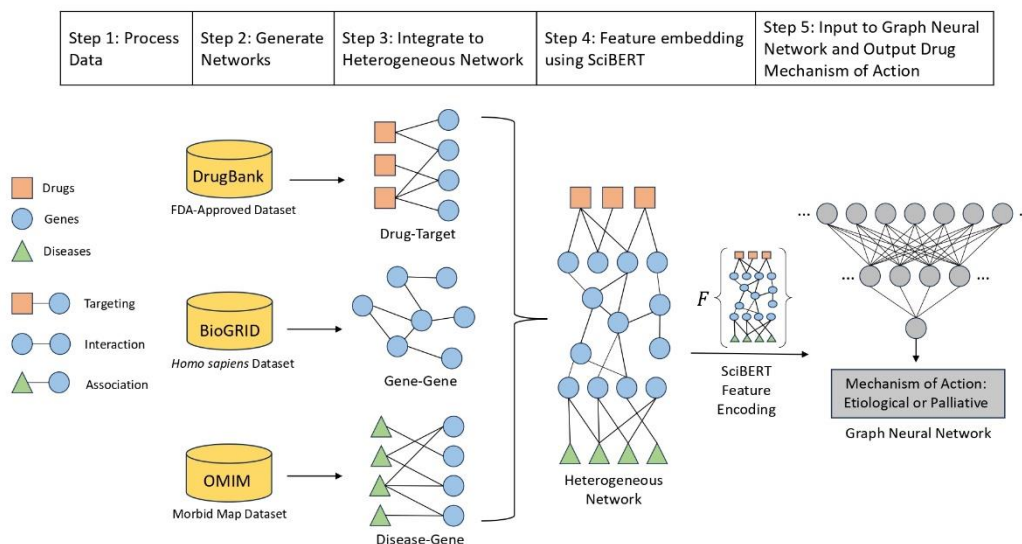 Step 1: Process
Data
Step 2: Generate
Networks
Step 3: Integrate to
Heterogeneous Network
Step 4: Feature embedding
using SciBERT
Step 5: Input to Graph Neural
Network and Output Drug
Mechanism of Action
Drugs
Genes
Diseases
Targeting
Interaction
Association
DrugBank
FDA-Approved Dataset
BioGRID
Homo sapiens Dataset
OMIM
Morbid Map Dataset
Drug-Target
Gene-Gene
Disease-Gene
Heterogeneous
Network
F
SciBERT
Feature
Encoding
...
...
...
...
Mechanism of Action:
Etiological or Palliative
Graph Neural Network